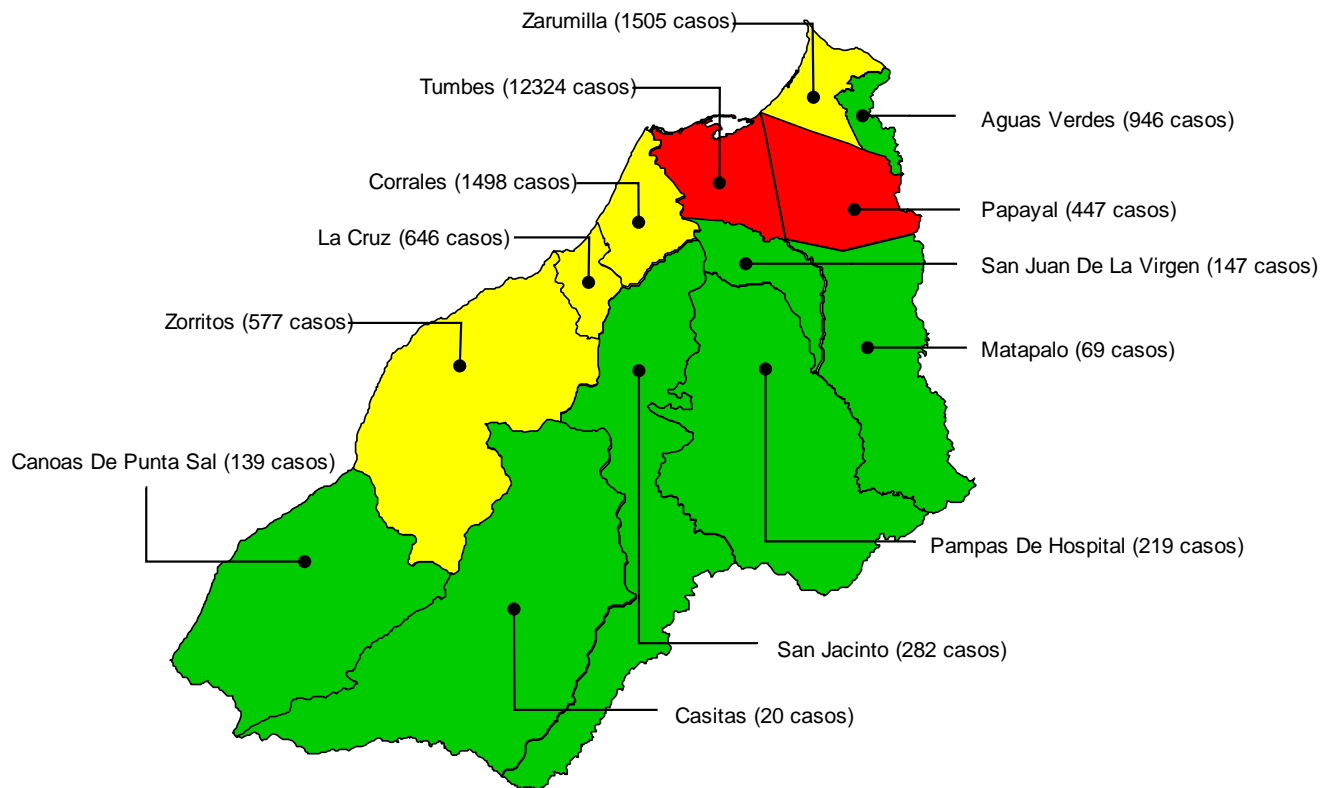 Zarumilla (1505 casos)
Tumbes (12324 casos)
Aguas Verdes (946 casos)
Corrales (1498 casos)
Papayal (447 casos)
La Cruz (646 casos)
San Juan De La Virgen (147 casos)
Zorritos (577 casos)
Matapalo (69 casos)
Canoas De Punta Sal (139 casos)
Pampas De Hospital (219 casos)
San Jacinto (282 casos)
Casitas (20 casos)